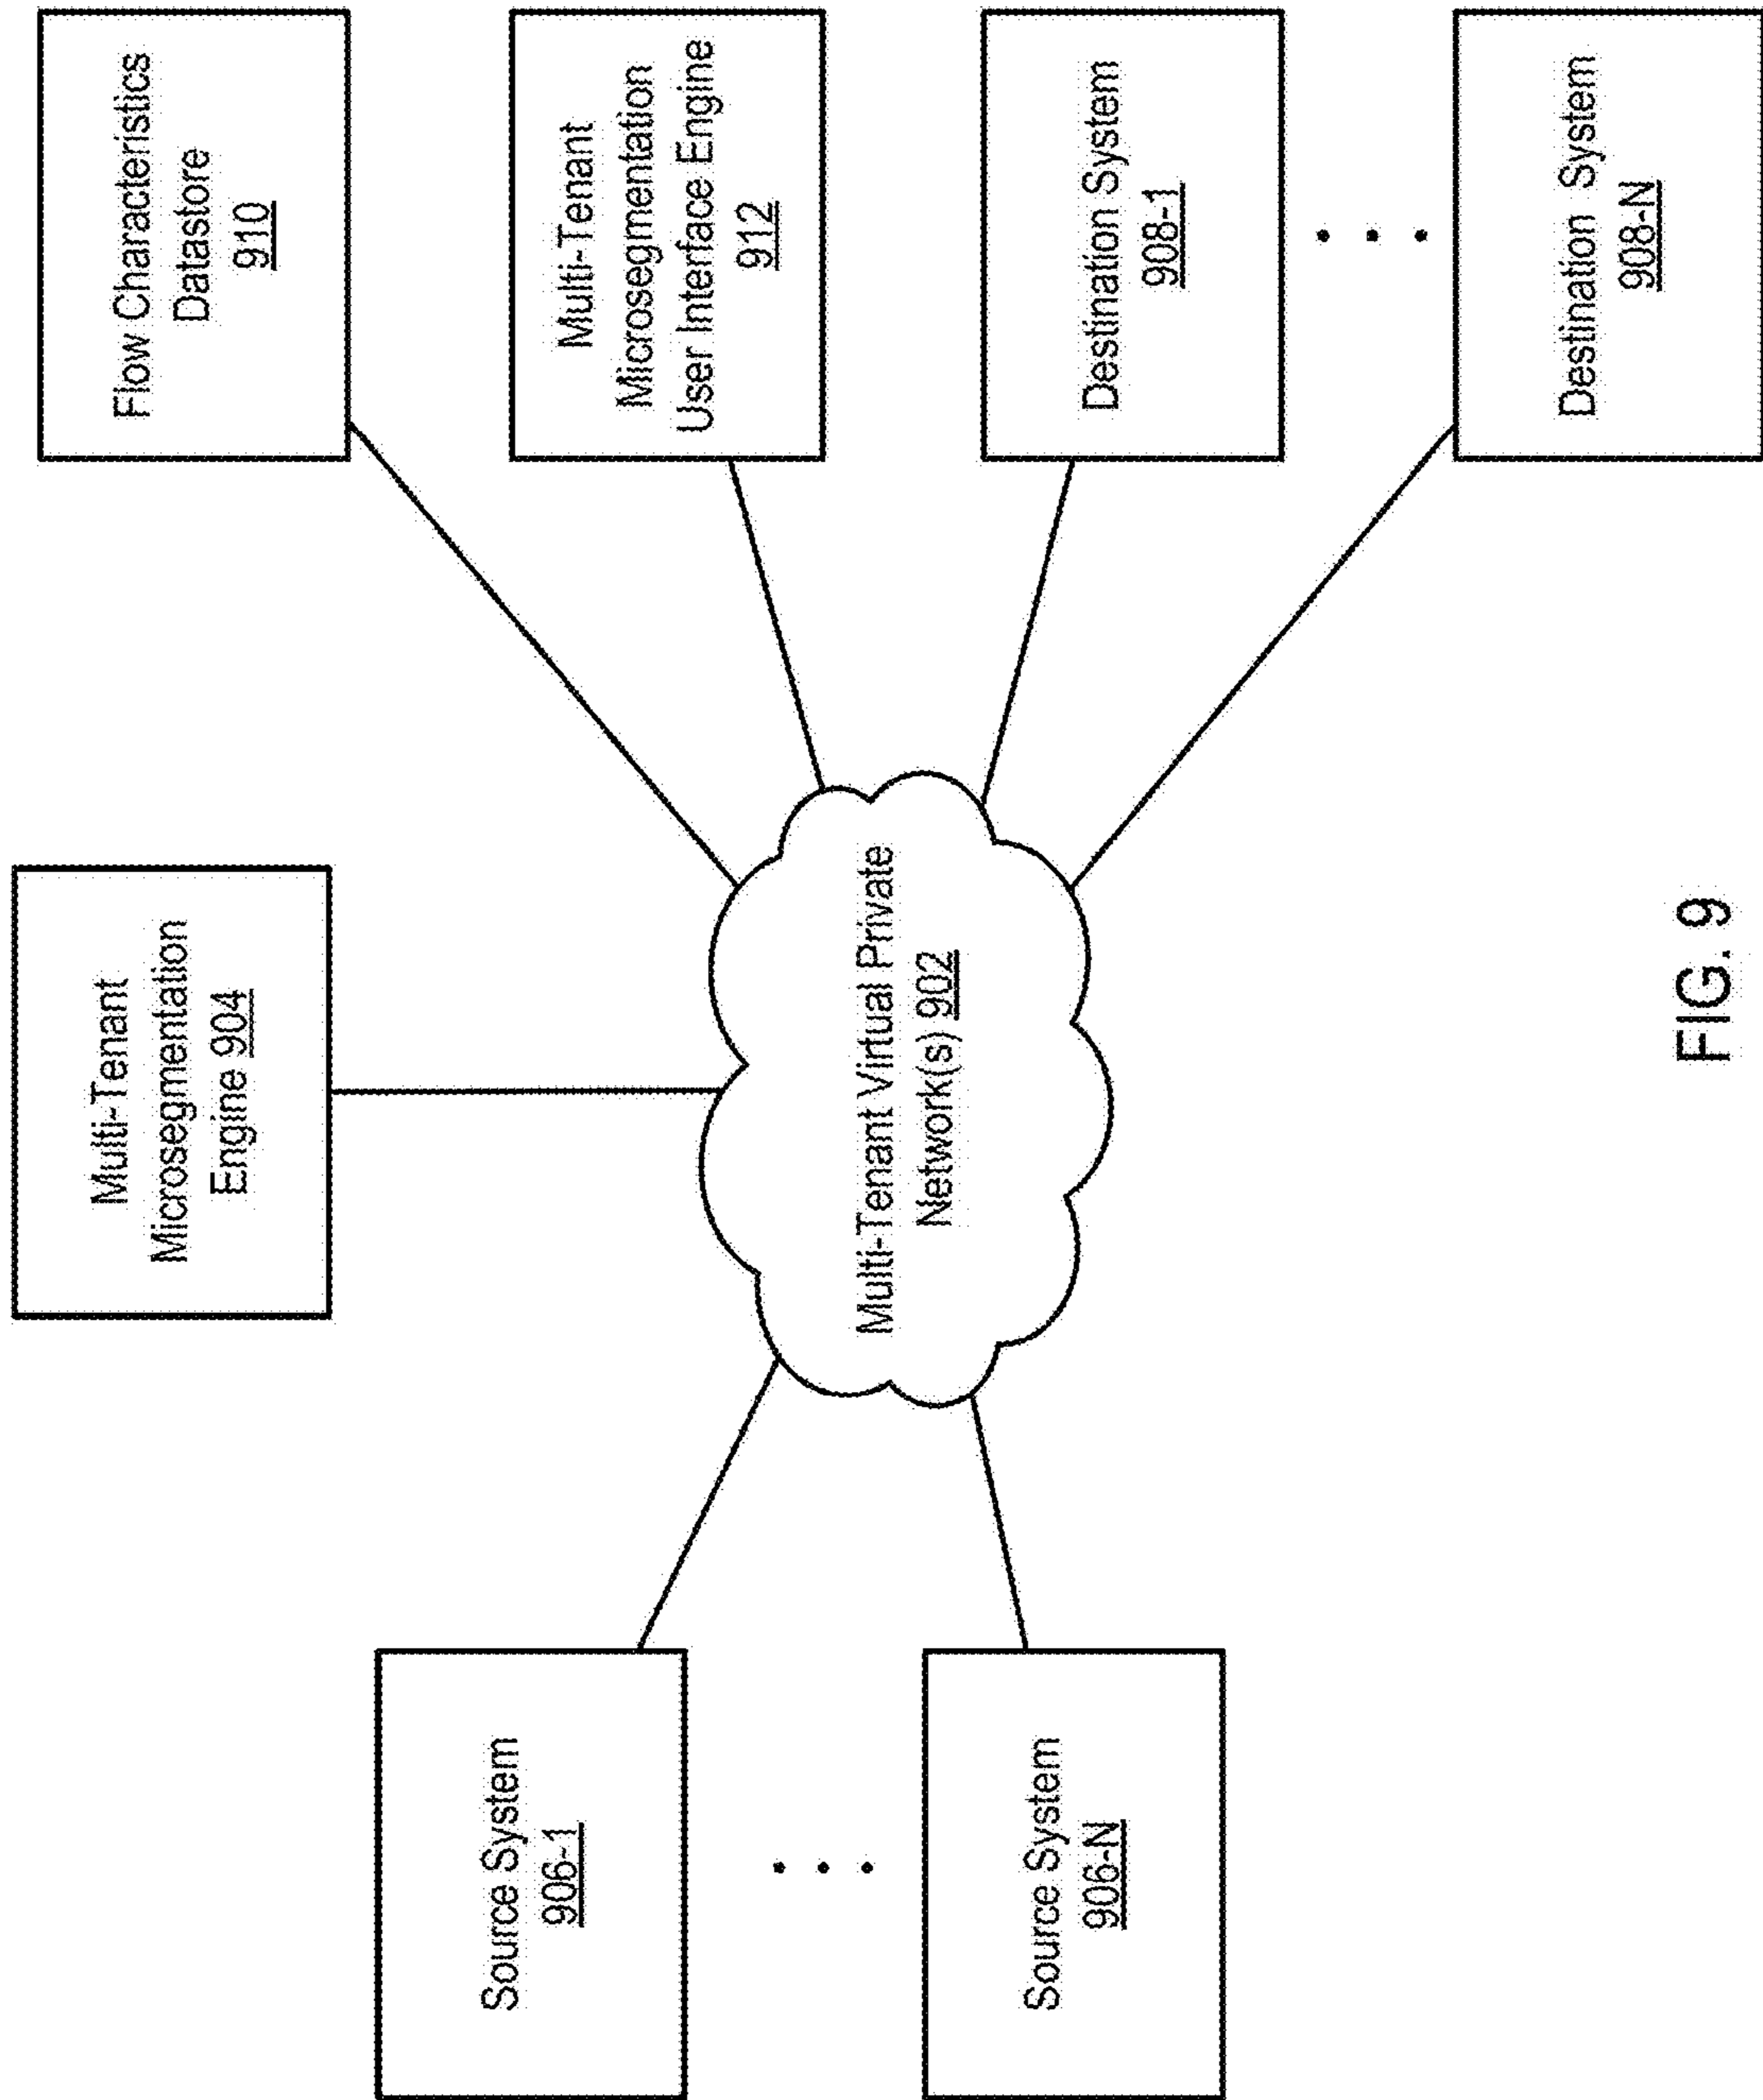 Multi-Tenant
Microsegmentation
Engine 904
Source System
906-1
Source System
906-N
Multi-Tenant Virtual Private
Network(s) 902
Flow Characteristics
Datastore
910
Multi-Tenant
Microsegmentation
User Interface Engine
912
Destination System
908-1
Destination System
908-N
FIG. 9